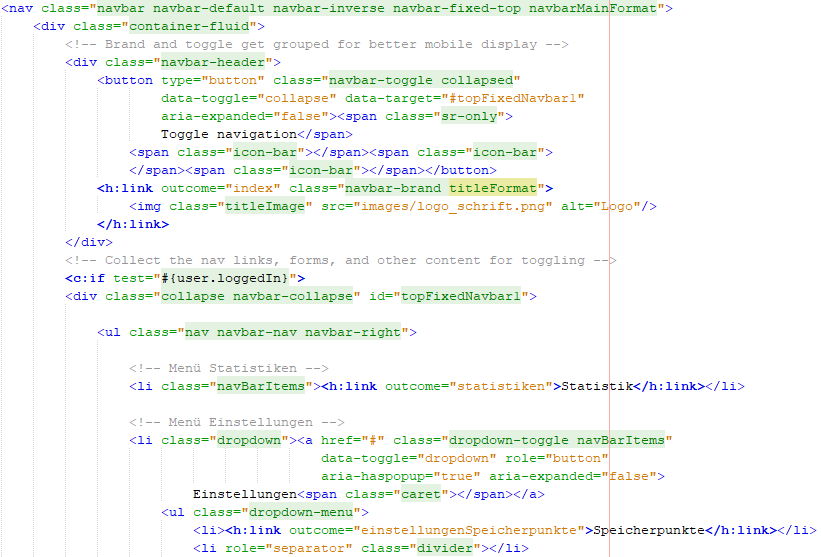 <nav class="navbar navbar-default navbar-inverse navbar-fixed-top navbarMainFormat">
<div class="container-fluid">
<!-- Brand and toggle get grouped for better mobile display -->
<div class="navbar-header">
<button type="button" class="navbar-toggle collapsed"
data-toggle="collapse" data-target="#topFixedNavbar1"
aria-expanded="false"><span class="sr-only">
Toggle navigation</span>
<span class="icon-bar"></span><span class="icon-bar">
</span><span class="icon-bar"></span></button>
<h:link outcome="index" class="navbar-brand titleFormat">
<img class="titleImage" src="images/logo_schrift.png" alt="Logo"/>
</h:link>
</div>
<!-- Collect the nav links, forms, and other content for toggling -->
<c:if test="#{user.loggedIn}">
<div class="collapse navbar-collapse" id="topFixedNavbar1">
<ul class="nav navbar-nav navbar-right">
<!-- Menü Statistiken -->
<li class="navBarItems"><h:link outcome="statistiken">Statistik</h:link></li>
<!-- Menü Einstellungen -->
<li class="dropdown"><a href="#" class="dropdown-toggle navBarItems"
data-toggle="dropdown" role="button"
aria-haspopup="true" aria-expanded="false">
Einstellungen<span class="caret"></span></a>
<ul class="dropdown-menu">
<li><h:link outcome="einstellungenSpeicherpunkte">Speicherpunkte</h:link></li>
<li role="separator" class="divider"></li>